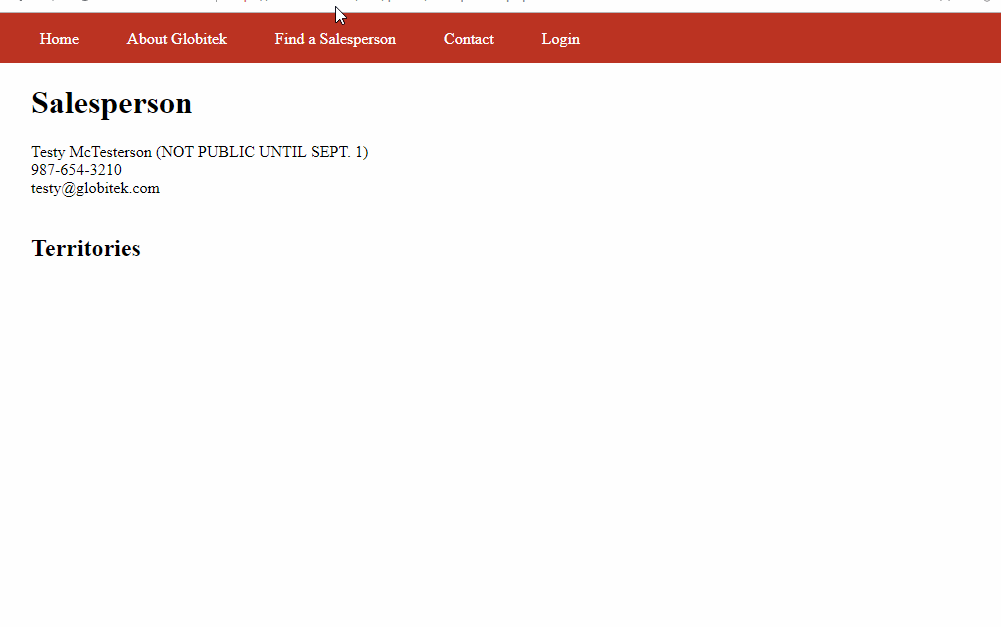 Home About Globitek Find a Salesperson Contact Login
Salesperson
Testy McTesterson (NOT PUBLIC UNTIL SEPT. 1)
987-654-3210
testy@globitek.com
Territories